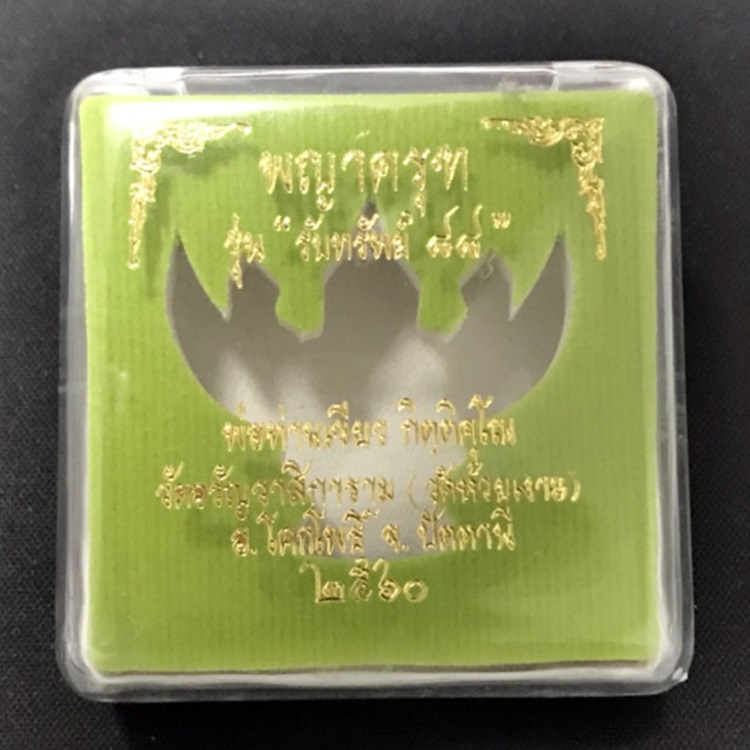 พญาครุฑ
รุ่น "รับทรัพย์ ๘๘"
พ่อท่านเขียว กิตฺติคุโณ
วัดอรัญวาสิการาม (วัดห้วยเงาะ)
อ.โคกโพธิ์ จ.ปัตตานี
๒๕๖๐